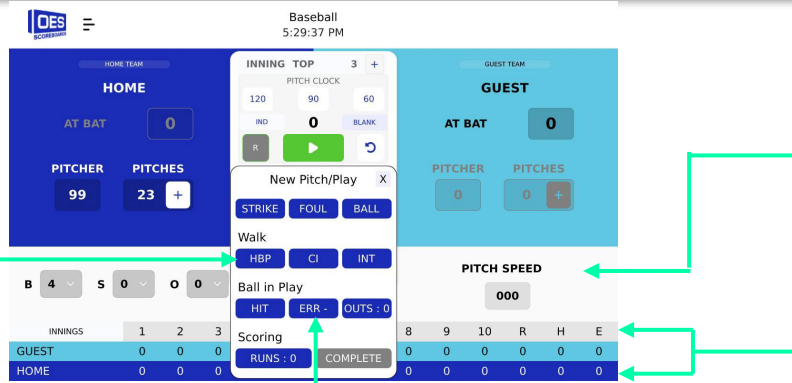 OES
SCOREBOARDS
Baseball
5:29:37 PM
HOME TEAM
HOME
AT BAT 0
PITCHER PITCHES
99 23 +
INNING TOP 3 +
PITCH CLOCK
120 90 60
IND 0 BLANK
R
GUEST TEAM
GUEST
AT BAT 0
PITCHER PITCHES
0 0 +
New Pitch/Play X
STRIKE FOUL BALL
Walk
HBP CI INT
Ball in Play
HIT ERR - OUTS : 0
Scoring
RUNS : 0 COMPLETE
B 4 S 0 O 0
PITCH SPEED
000
INNINGS 1 2 3 8 9 10 R H E
GUEST 0 0 0 0 0 0 0 0 0
HOME 0 0 0 0 0 0 0 0 0